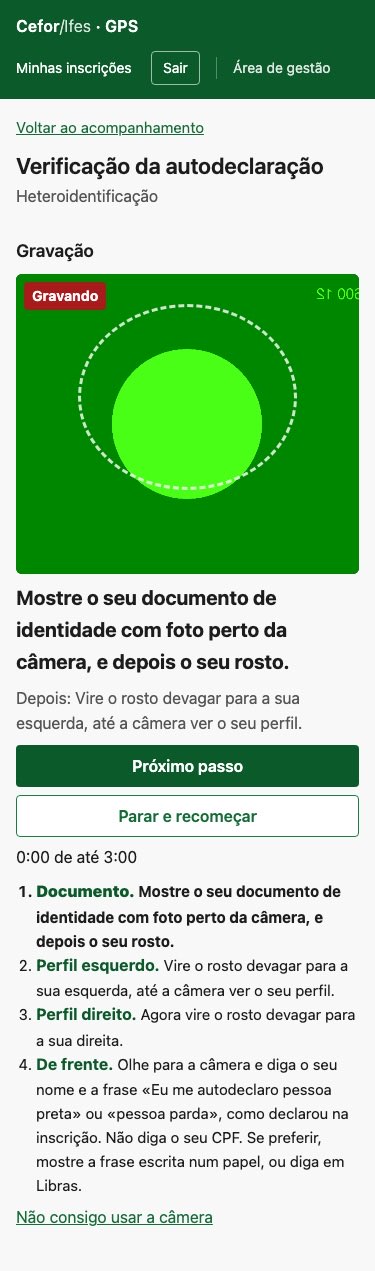 Cefor/Ifes · GPS
Minhas inscrições
Sair
Área de gestão
Voltar ao acompanhamento
Verificação da autodeclaração
Heteroidentificação
Gravação
Gravando
Mostre o seu documento de
identidade com foto perto da
câmera, e depois o seu rosto.
Depois: Vire o rosto devagar para a sua
esquerda, até a câmera ver o seu perfil.
Próximo passo
Parar e recomeçar
0:00 de até 3:00
1. Documento. Mostre o seu documento de
identidade com foto perto da câmera, e
depois o seu rosto.
2. Perfil esquerdo. Vire o rosto devagar para a
sua esquerda, até a câmera ver o seu perfil.
3. Perfil direito. Agora vire o rosto devagar para
a sua direita.
4. De frente. Olhe para a câmera e diga o seu
nome e a frase «Eu me autodeclaro pessoa
preta» ou «pessoa parda», como declarou na
inscrição. Não diga o seu CPF. Se preferir,
mostre a frase escrita num papel, ou diga em
Libras.
Não consigo usar a câmera